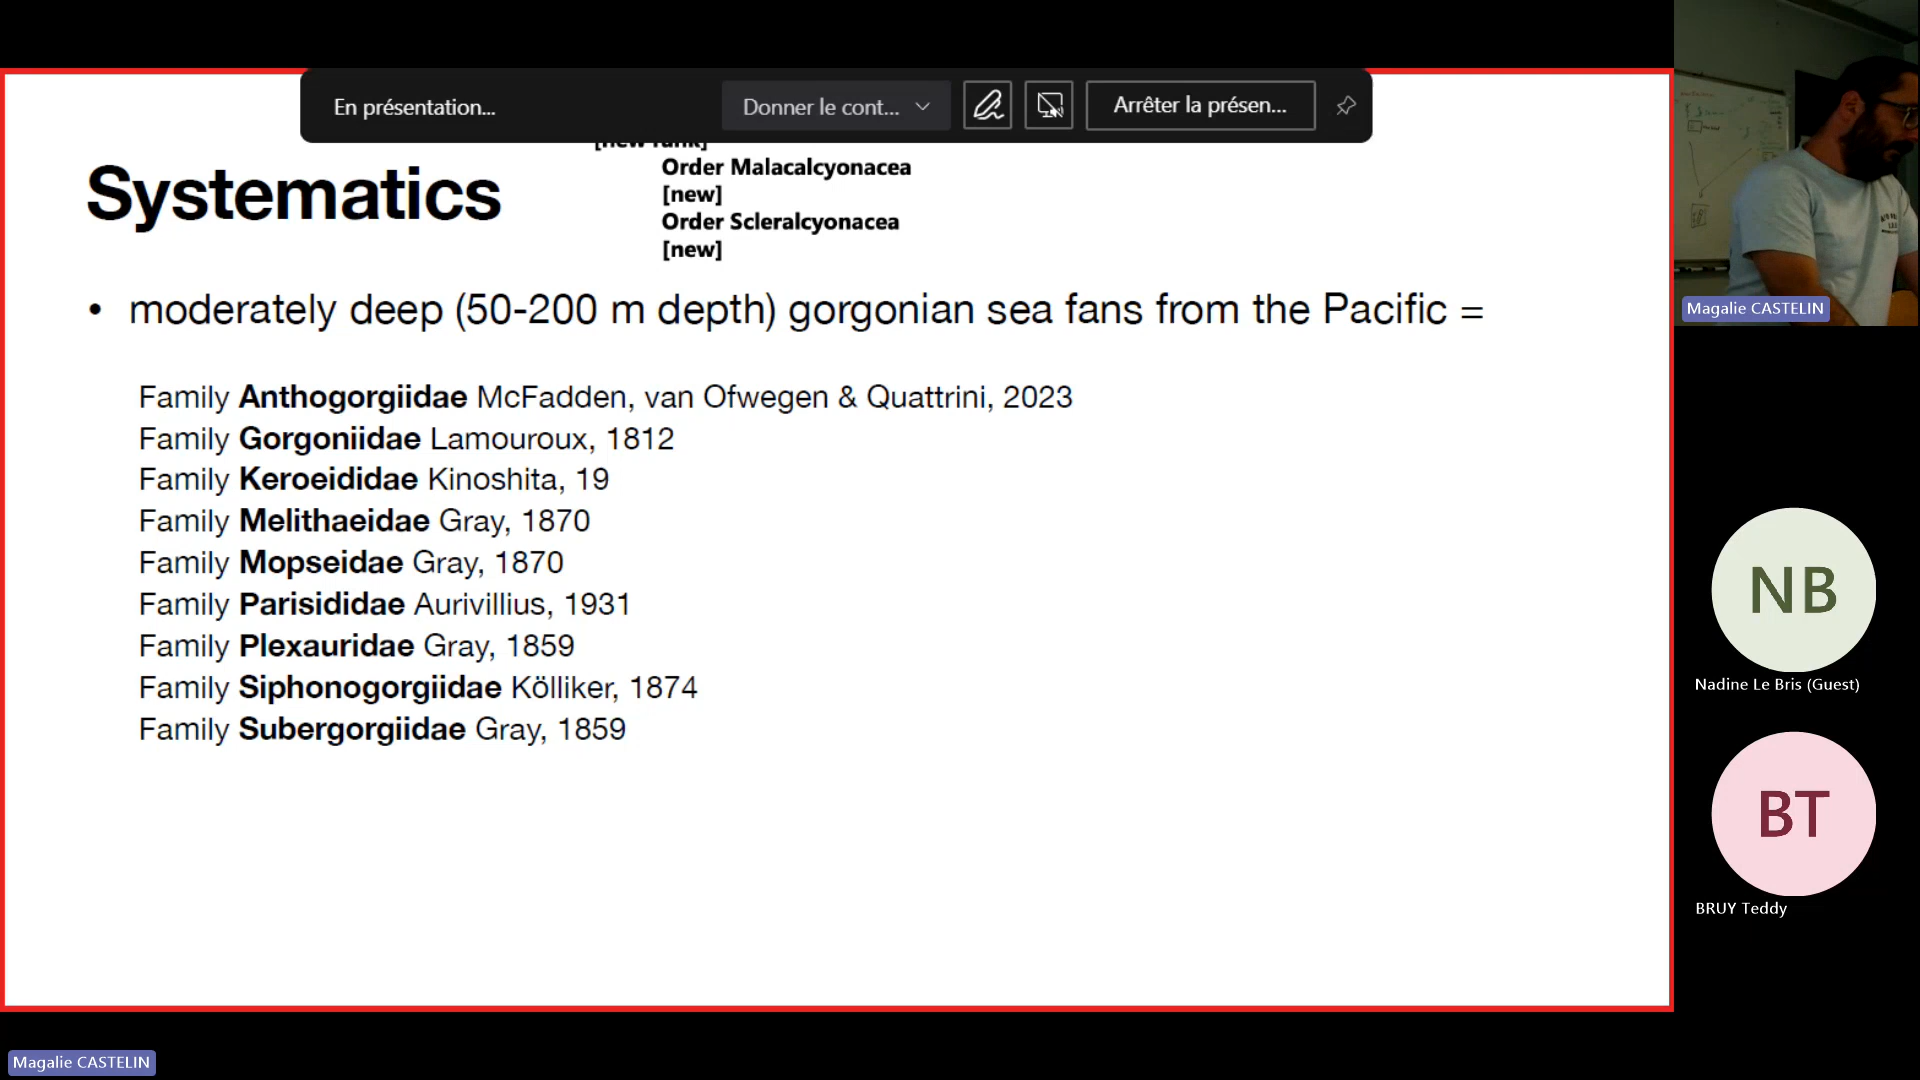 En présentation...
Donner le cont...
Arrêter la présen...
[new rank]
Systematics
Order Malacalcyonacea
[new]
Order Scleralcyonacea
[new]
• moderately deep (50-200 m depth) gorgonian sea fans from the Pacific =
Family Anthogorgiidae McFadden, van Ofwegen & Quattrini, 2023
Family Gorgoniidae Lamouroux, 1812
Family Keroeididae Kinoshita, 19
Family Melithaeidae Gray, 1870
Family Mopseidae Gray, 1870
Family Parisididae Aurivillius, 1931
Family Plexauridae Gray, 1859
Family Siphonogorgiidae Kölliker, 1874
Family Subergorgiidae Gray, 1859
Magalie CASTELIN
NB
Nadine Le Bris (Guest)
BT
BRUY Teddy
Magalie CASTELIN